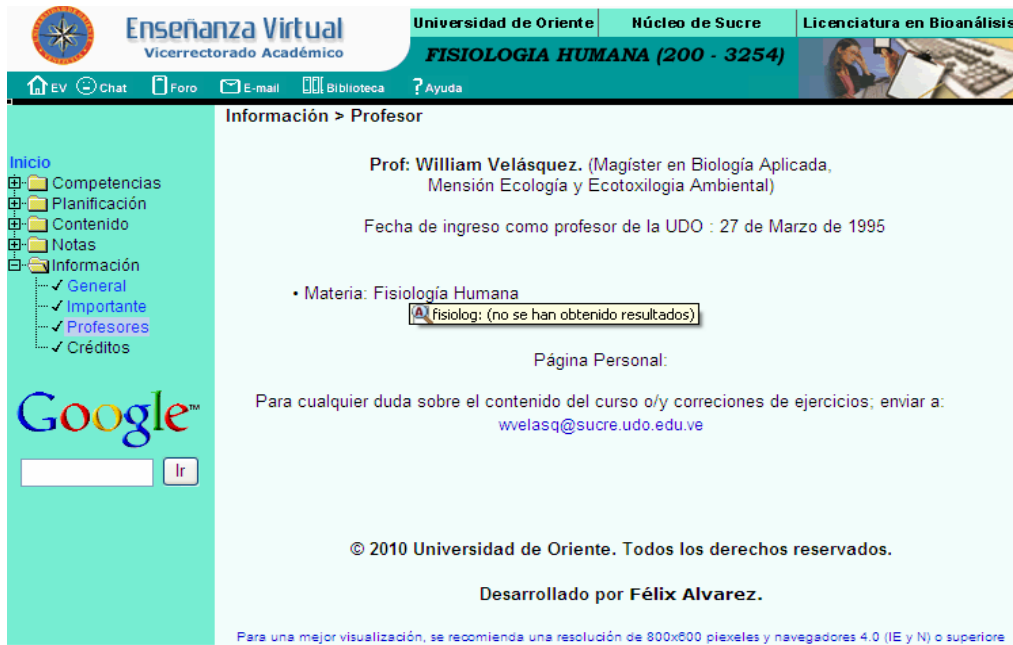 Enseñanza Virtual
Vicerrectorado Académico
Universidad de Oriente
Núcleo de Sucre
Licenciatura en Bioanálisis
FISIOLOGIA HUMANA (200 - 3254)
EV
Chat
Foro
E-mail
Biblioteca
? Ayuda
Información > Profesor
Inicio
Competencias
Planificación
Contenido
Notas
Información
General
Importante
Profesores
Créditos
Google™
Ir
Prof: William Velásquez. (Magíster en Biología Aplicada,
Mensión Ecología y Ecotoxilogia Ambiental)
Fecha de ingreso como profesor de la UDO : 27 de Marzo de 1995
• Materia: Fisiología Humana
fisiolog: (no se han obtenido resultados)
Página Personal:
Para cualquier duda sobre el contenido del curso o/y correciones de ejercicios; enviar a:
wvelasq@sucre.udo.edu.ve
© 2010 Universidad de Oriente. Todos los derechos reservados.
Desarrollado por Félix Alvarez.
Para una mejor visualización, se recomienda una resolución de 800x600 piexeles y navegadores 4.0 (IE y N) o superiore